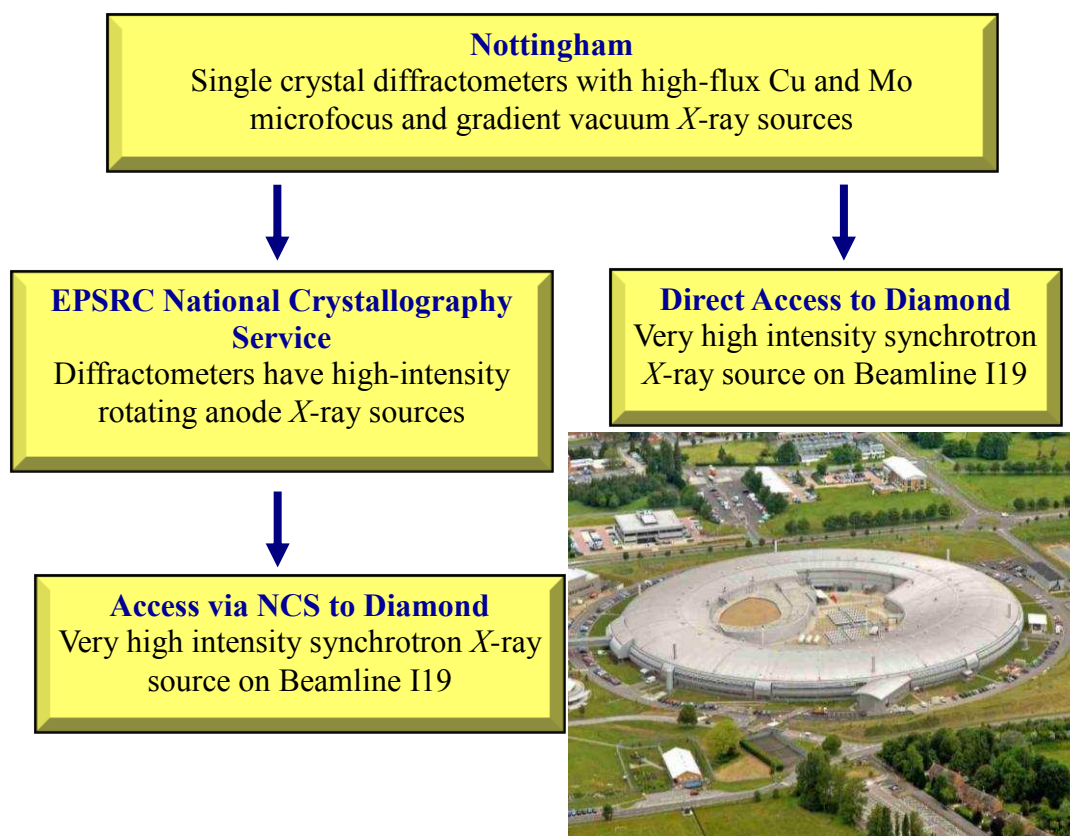 Nottingham
Single crystal diffractometers with high-flux Cu and Mo
microfocus and gradient vacuum X-ray sources
EPSRC National Crystallography
Service
Diffractometers have high-intensity
rotating anode X-ray sources
Direct Access to Diamond
Very high intensity synchrotron
X-ray source on Beamline I19
Access via NCS to Diamond
Very high intensity synchrotron X-ray
source on Beamline I19